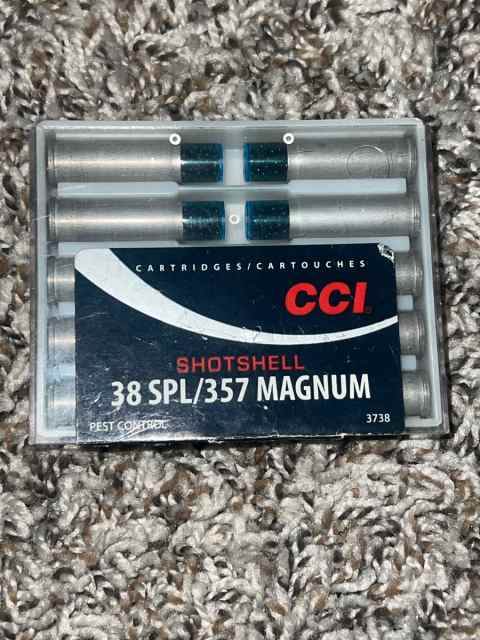 CARTRIDGES/CARTOUCHES
CCI
SHOTSHELL
38 SPL/357 MAGNUM
PEST CONTROL
3738